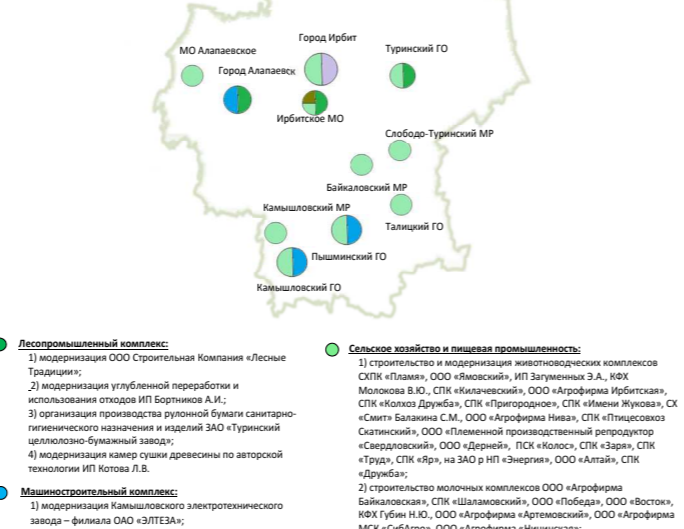 Город Ирбит
МО Алапаевское
Туринский ГО
Город Алапаевск
Ирбитское МО
Слободо-Туринский МР
Байкаловский МР
Камышловский МР
Талицкий ГО
Пышминский ГО
Камышловский ГО
Лесопромышленный комплекс:
1) модернизация ООО Строительная Компания «Лесные
Традиции»;
2) модернизация углубленной переработки и
использования отходов ИП Бортников А.И.;
3) организация производства рулонной бумаги санитарно-
гигиенического назначения и изделий ЗАО «Туринский
целлюлозно-бумажный завод»;
4) модернизация камер сушки древесины по авторской
технологии ИП Котова Л.В.
Машиностроительный комплекс:
1) модернизация Камышловского электротехнического
завода – филиала ОАО «ЭЛТЕЗА»;
Сельское хозяйство и пищевая промышленность:
1) строительство и модернизация животноводческих комплексов
СХПК «Пламя», ООО «Ямовский», ИП Загуменных Э.А., КФХ
Молокова В.Ю., СПК «Килачевский», ООО «Агрофирма Ирбитская»,
СПК «Колхоз Дружба», СПК «Пригородное», СПК «Имени Жукова», СХ
«Смит» Балакина С.М., ООО «Агрофирма Нива», СПК «Птицесовхоз
Скатинский», ООО «Племенной производственный репродуктор
«Свердловский», ООО «Дерней», ПСК «Колос», СПК «Заря», СПК
«Труд», СПК «Яр», на ЗАО р НП «Энергия», ООО «Алтай», СПК
«Дружба»;
2) строительство молочных комплексов ООО «Агрофирма
Байкаловская», СПК «Шаламовский», ООО «Победа», ООО «Восток»,
КФХ Губин Н.Ю., ООО «Агрофирма «Артемовский», ООО «Агрофирма
МСК «СибАгро», ООО «Агрофирма «Ницинская»;